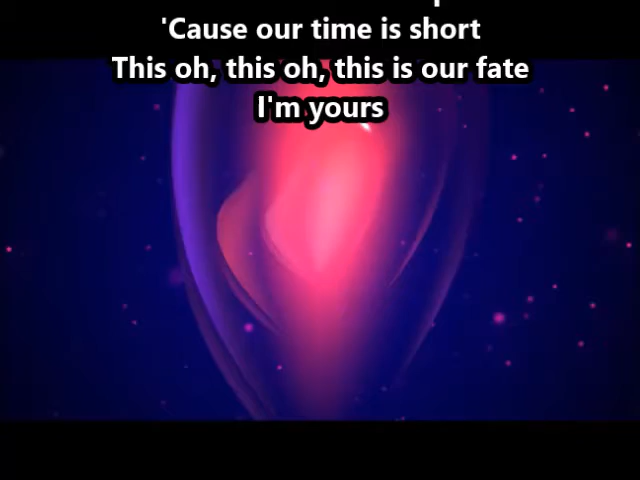 'Cause our time is short
This oh, this oh, this is our fate
I'm yours